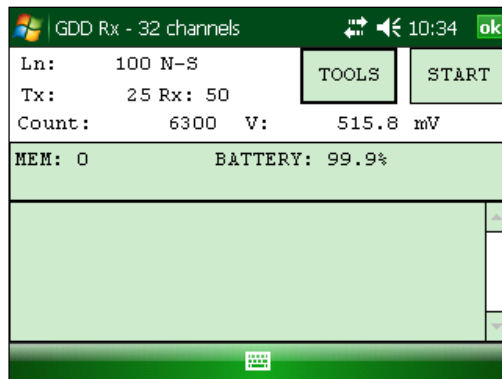 GDD Rx - 32 channels 10:34 ok
Ln: 100 N-S
TOOLS START
Tx: 25 Rx: 50
Count: 6300 V: 515.8 mV
MEM: 0 BATTERY: 99.9%